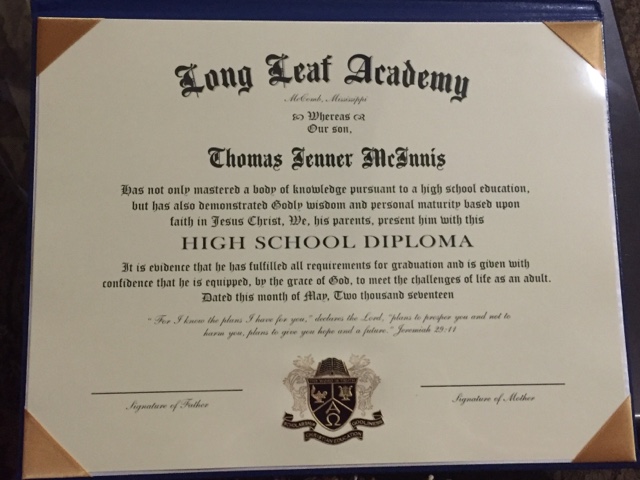 Long Leaf Academy
McComb, Mississippi
Whereas
Our son,
Thomas Jenner McInnis
Has not only mastered a body of knowledge pursuant to a high school education,
but has also demonstrated Godly wisdom and personal maturity based upon
faith in Jesus Christ, We, his parents, present him with this
HIGH SCHOOL DIPLOMA
It is evidence that he has fulfilled all requirements for graduation and is given with
confidence that he is equipped, by the grace of God, to meet the challenges of life as an adult.
Dated this month of May, Two thousand seventeen
"For I know the plans I have for you," declares the Lord, "plans to prosper you and not to
harm you, plans to give you hope and a future." Jeremiah 29:11
ΑΩ
SCHOLARSHIP
CHRISTIAN EDUCATION
Signature of Father
Signature of Mother